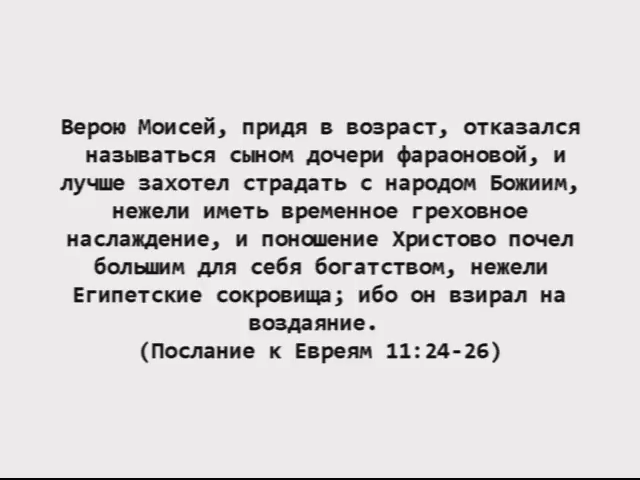 Верою Моисей, придя в возраст, отказался
называться сыном дочери фараоновой, и
лучше захотел страдать с народом Божиим,
нежели иметь временное греховное
наслаждение, и поношение Христово почел
большим для себя богатством, нежели
Египетские сокровища; ибо он взирал на
воздаяние.
(Послание к Евреям 11:24-26)